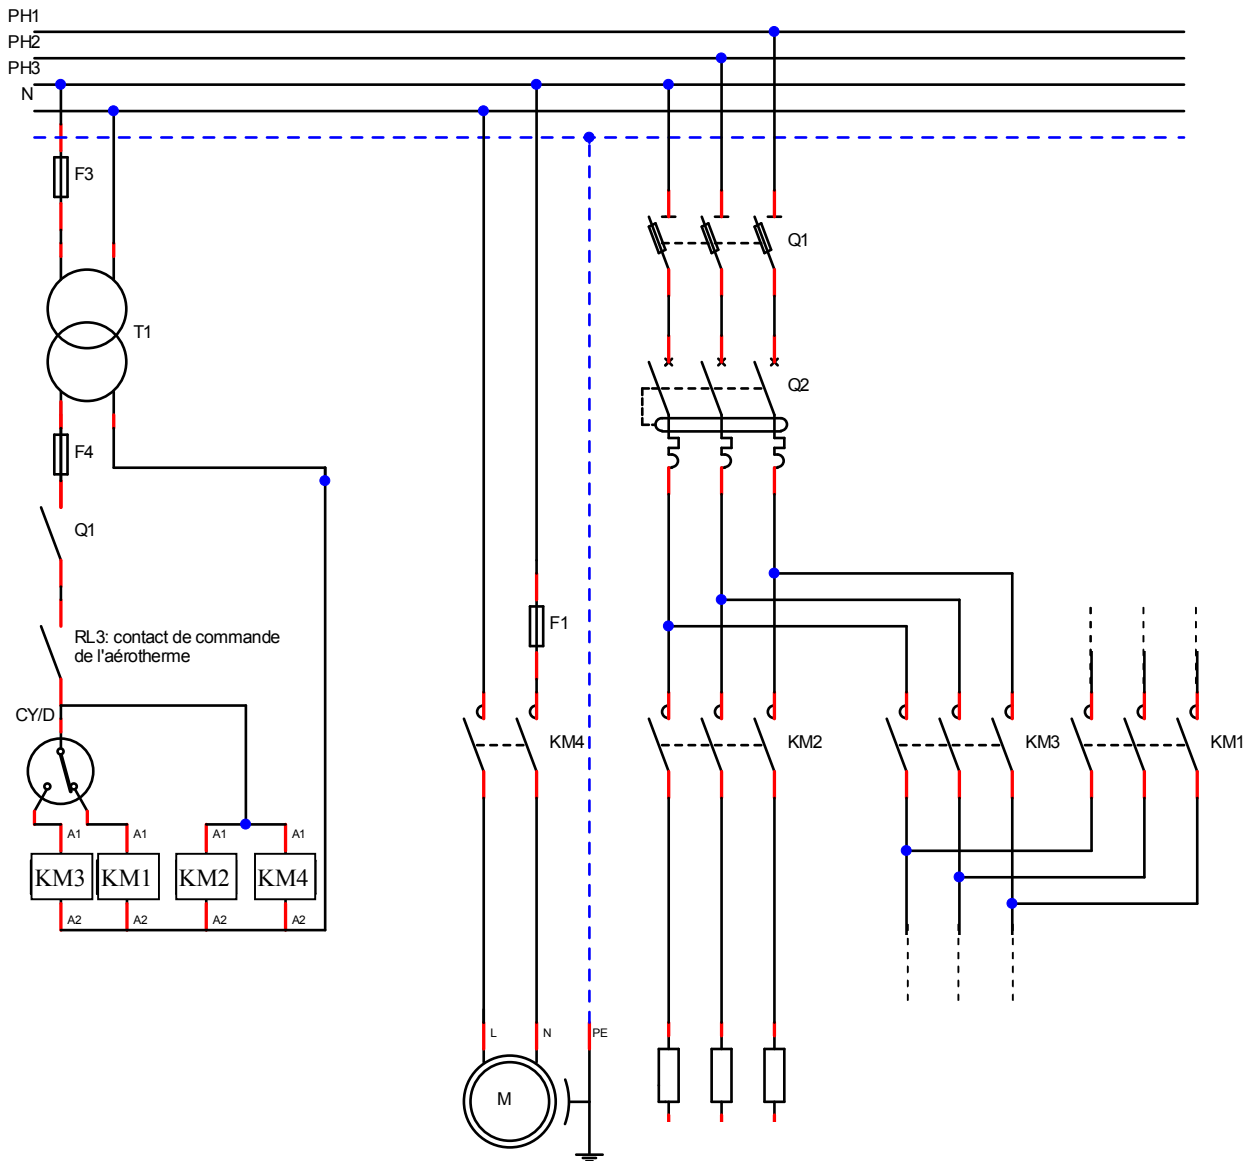 PH1
PH2
PH3
N
F3
Q1
T1
Q2
F4
Q1
F1
RL3: contact de commande
de l'aérotherme
CY/D
KM4
KM2
KM3
KM1
A1
A1
A1
A1
KM3
KM1
KM2
KM4
A2
A2
A2
A2
L
N
PE
M